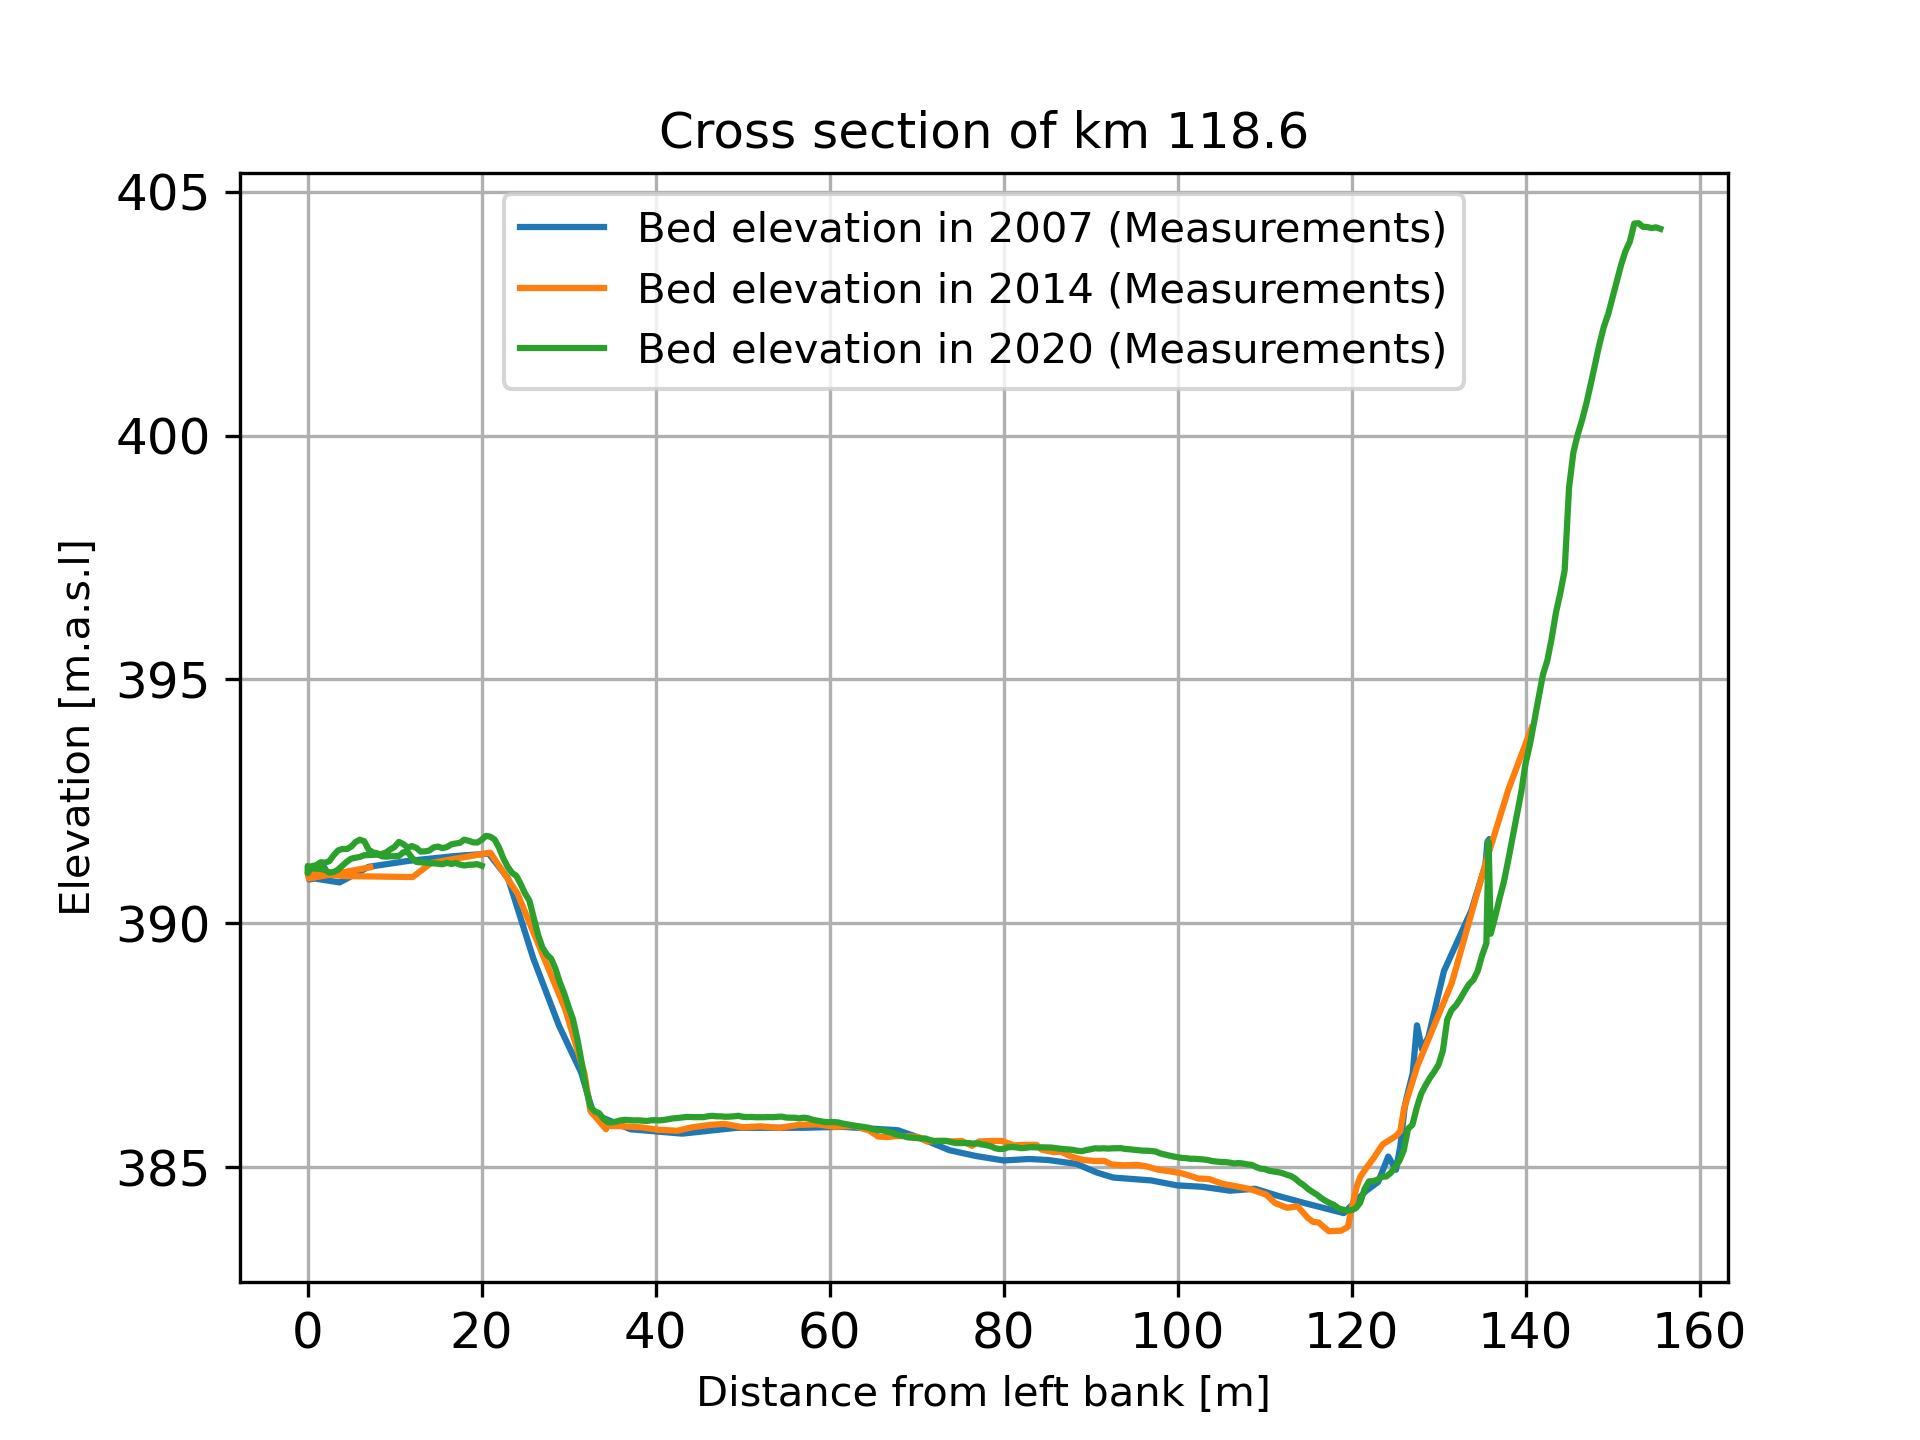 Cross section of km 118.6
405
400
395
390
385
Elevation [m.a.s.l]
Bed elevation in 2007 (Measurements)
Bed elevation in 2014 (Measurements)
Bed elevation in 2020 (Measurements)
0 20 40 60 80 100 120 140 160
Distance from left bank [m]